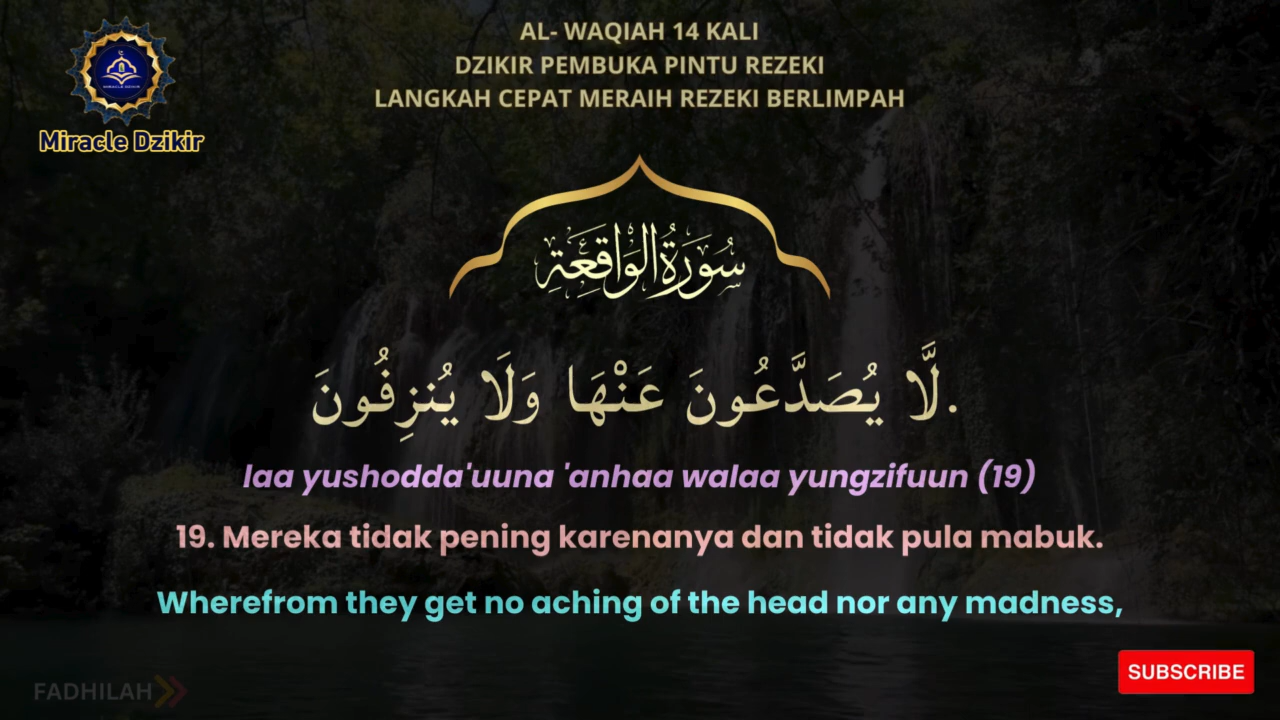 AL- WAQIAH 14 KALI
DZIKIR PEMBUKA PINTU REZEKI
LANGKAH CEPAT MERAIH REZEKI BERLIMPAH
MIRACLE DZIKIR
Miracle Dzikir
سُورَةُ الوَاقِعَةِ
لَّا يُصَدَّعُونَ عَنْهَا وَلَا يُنزِفُونَ.
laa yushodda'uuna 'anhaa walaa yungzifuun (19)
19. Mereka tidak pening karenanya dan tidak pula mabuk.
Wherefrom they get no aching of the head nor any madness,
SUBSCRIBE
FADHILAH